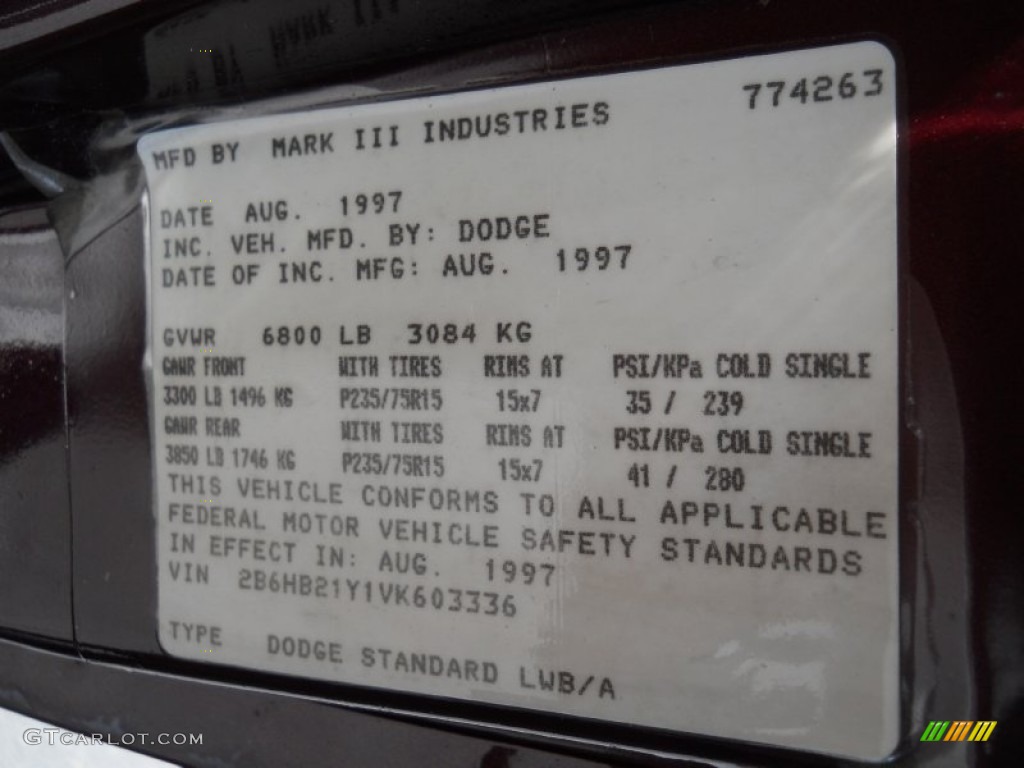 MARK III
774263
MFD BY MARK III INDUSTRIES
DATE AUG. 1997
INC. VEH. MFD. BY: DODGE
DATE OF INC. MFG: AUG. 1997
GVWR 6800 LB 3084 KG
GAWR FRONT WITH TIRES RIMS AT PSI/KPa COLD SINGLE
3300 LB 1496 KG P235/75R15 15x7 35 / 239
GAWR REAR WITH TIRES RIMS AT PSI/KPa COLD SINGLE
3850 LB 1746 KG P235/75R15 15x7 41 / 280
THIS VEHICLE CONFORMS TO ALL APPLICABLE
FEDERAL MOTOR VEHICLE SAFETY STANDARDS
IN EFFECT IN: AUG. 1997
VIN 2B6HB21Y1VK603336
TYPE DODGE STANDARD LWB/A
GTCARLOT.COM